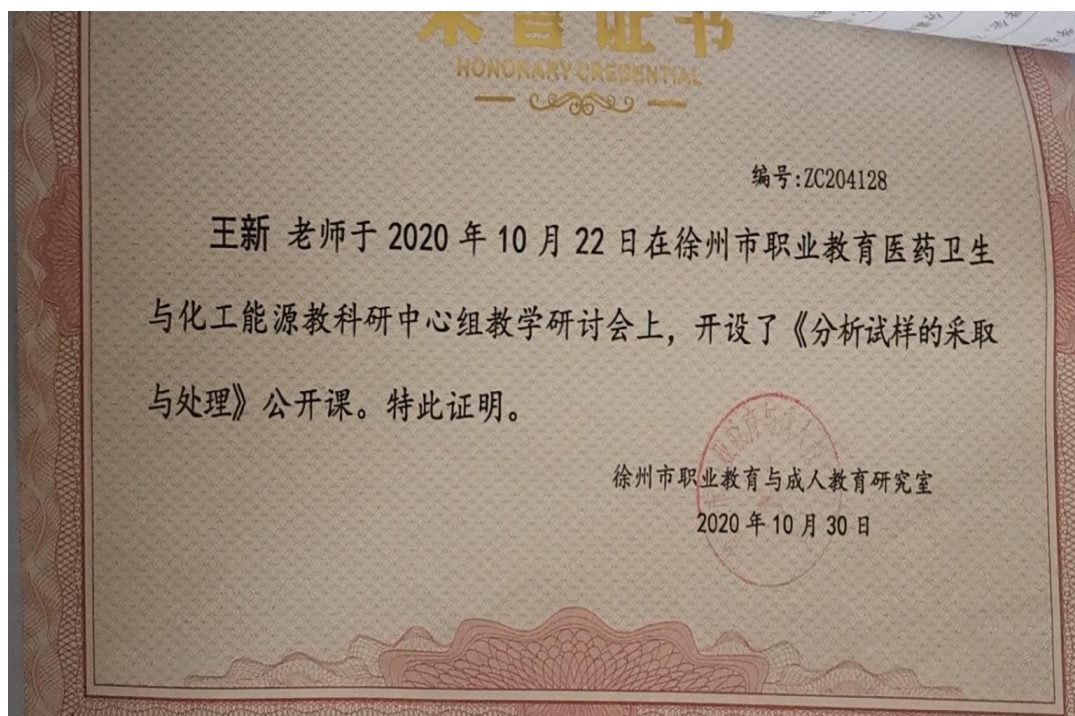 荣誉证书
HONORARY CREDENTIAL
编号:ZC204128
王新 老师于 2020 年 10 月 22 日在徐州市职业教育医药卫生
与化工能源教科研中心组教学研讨会上，开设了《分析试样的采取
与处理》公开课。特此证明。
徐州市职业教育与成人教育研究室
2020 年 10 月 30 日